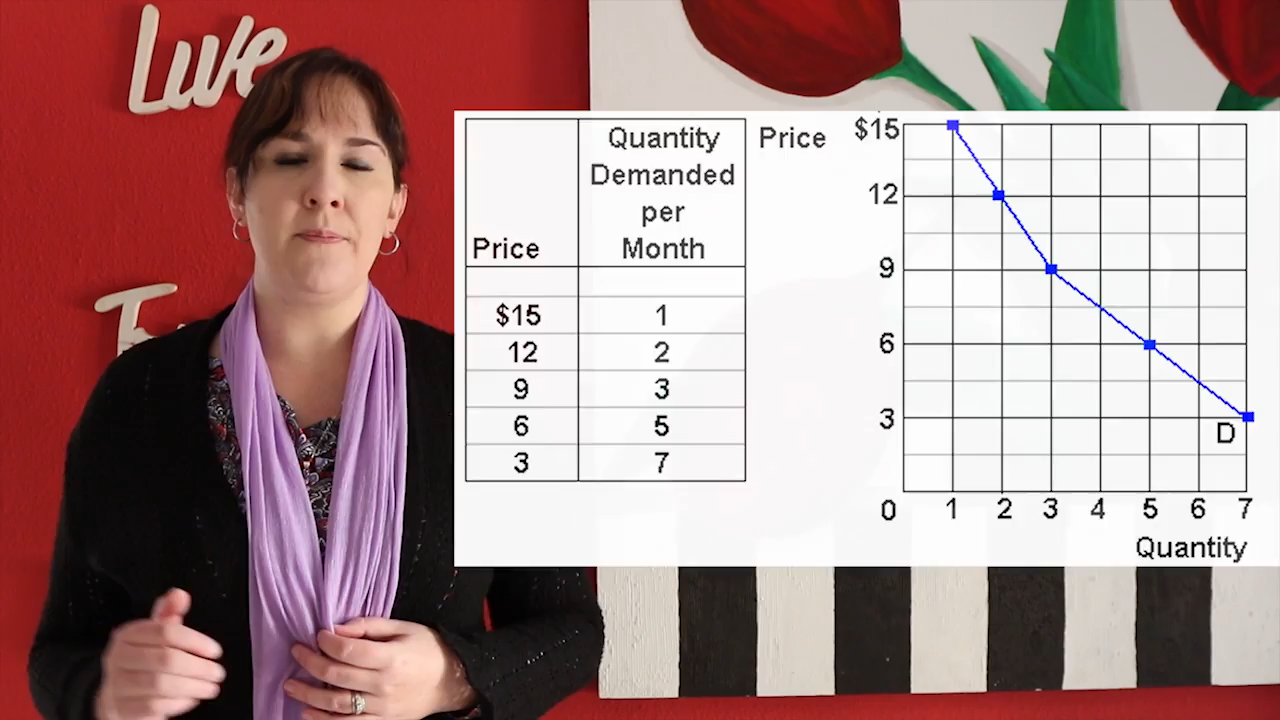 Live
Quantity
Demanded
per
Price Month
$15 1
12 2
9 3
6 5
3 7
Price
$15
12
9
6
3
D
0 1 2 3 4 5 6 7
Quantity